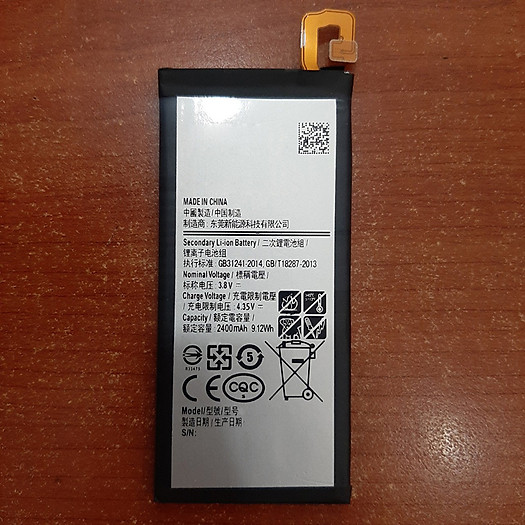 MADE IN CHINA
中國製造/中国制造
制造商: 东莞新能源科技有限公司
Secondary Li-ion Battery / 二次鋰電池組/
锂离子电池组
执行标准: GB31241-2014, GB/T18287-2013
Nominal Voltage / 標稱電壓 /
标称电压: 3.8 V
Charge Voltage / 充電限制電壓
/ 充电限制电压: 4.35V
Capacity / 額定電容量 /
额定容量: 2400mAh 9.12Wh
5
R33475
CE
CQC
S
Model/型號/型号
製造日期 / 生产日期
S/N: